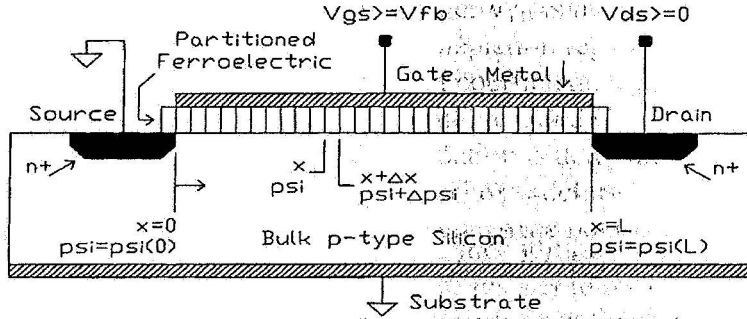 Vgs>=Vfb
Vds>=0
Partitioned
Ferroelectric
Gate Metal
Source
Drain
n+
n+
x
psi
x+Δx
psi+Δpsi
x=0
psi=psi(0)
x=L
psi=psi(L)
Bulk p-type Silicon
Substrate